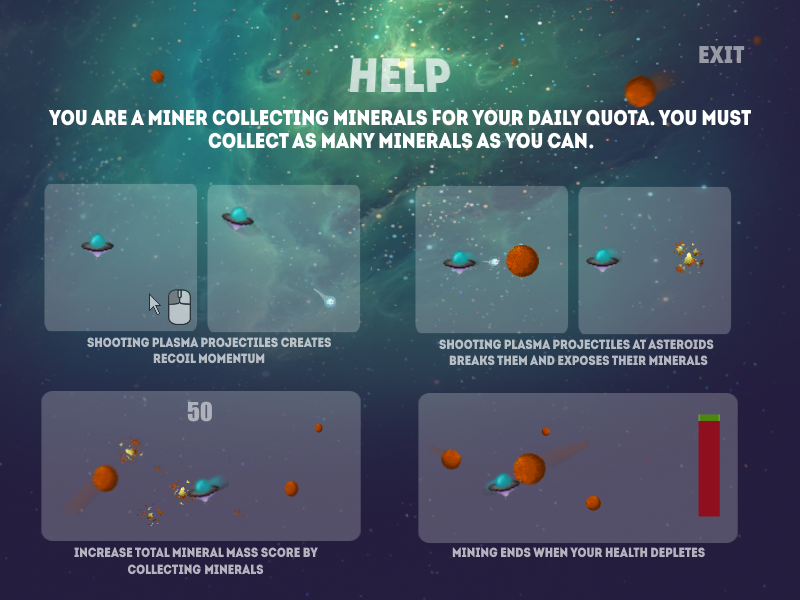 EXIT
HELP
YOU ARE A MINER COLLECTING MINERALS FOR YOUR DAILY QUOTA. YOU MUST
COLLECT AS MANY MINERALS AS YOU CAN.
SHOOTING PLASMA PROJECTILES CREATES
RECOIL MOMENTUM
SHOOTING PLASMA PROJECTILES AT ASTEROIDS
BREAKS THEM AND EXPOSES THEIR MINERALS
50
INCREASE TOTAL MINERAL MASS SCORE BY
COLLECTING MINERALS
MINING ENDS WHEN YOUR HEALTH DEPLETES